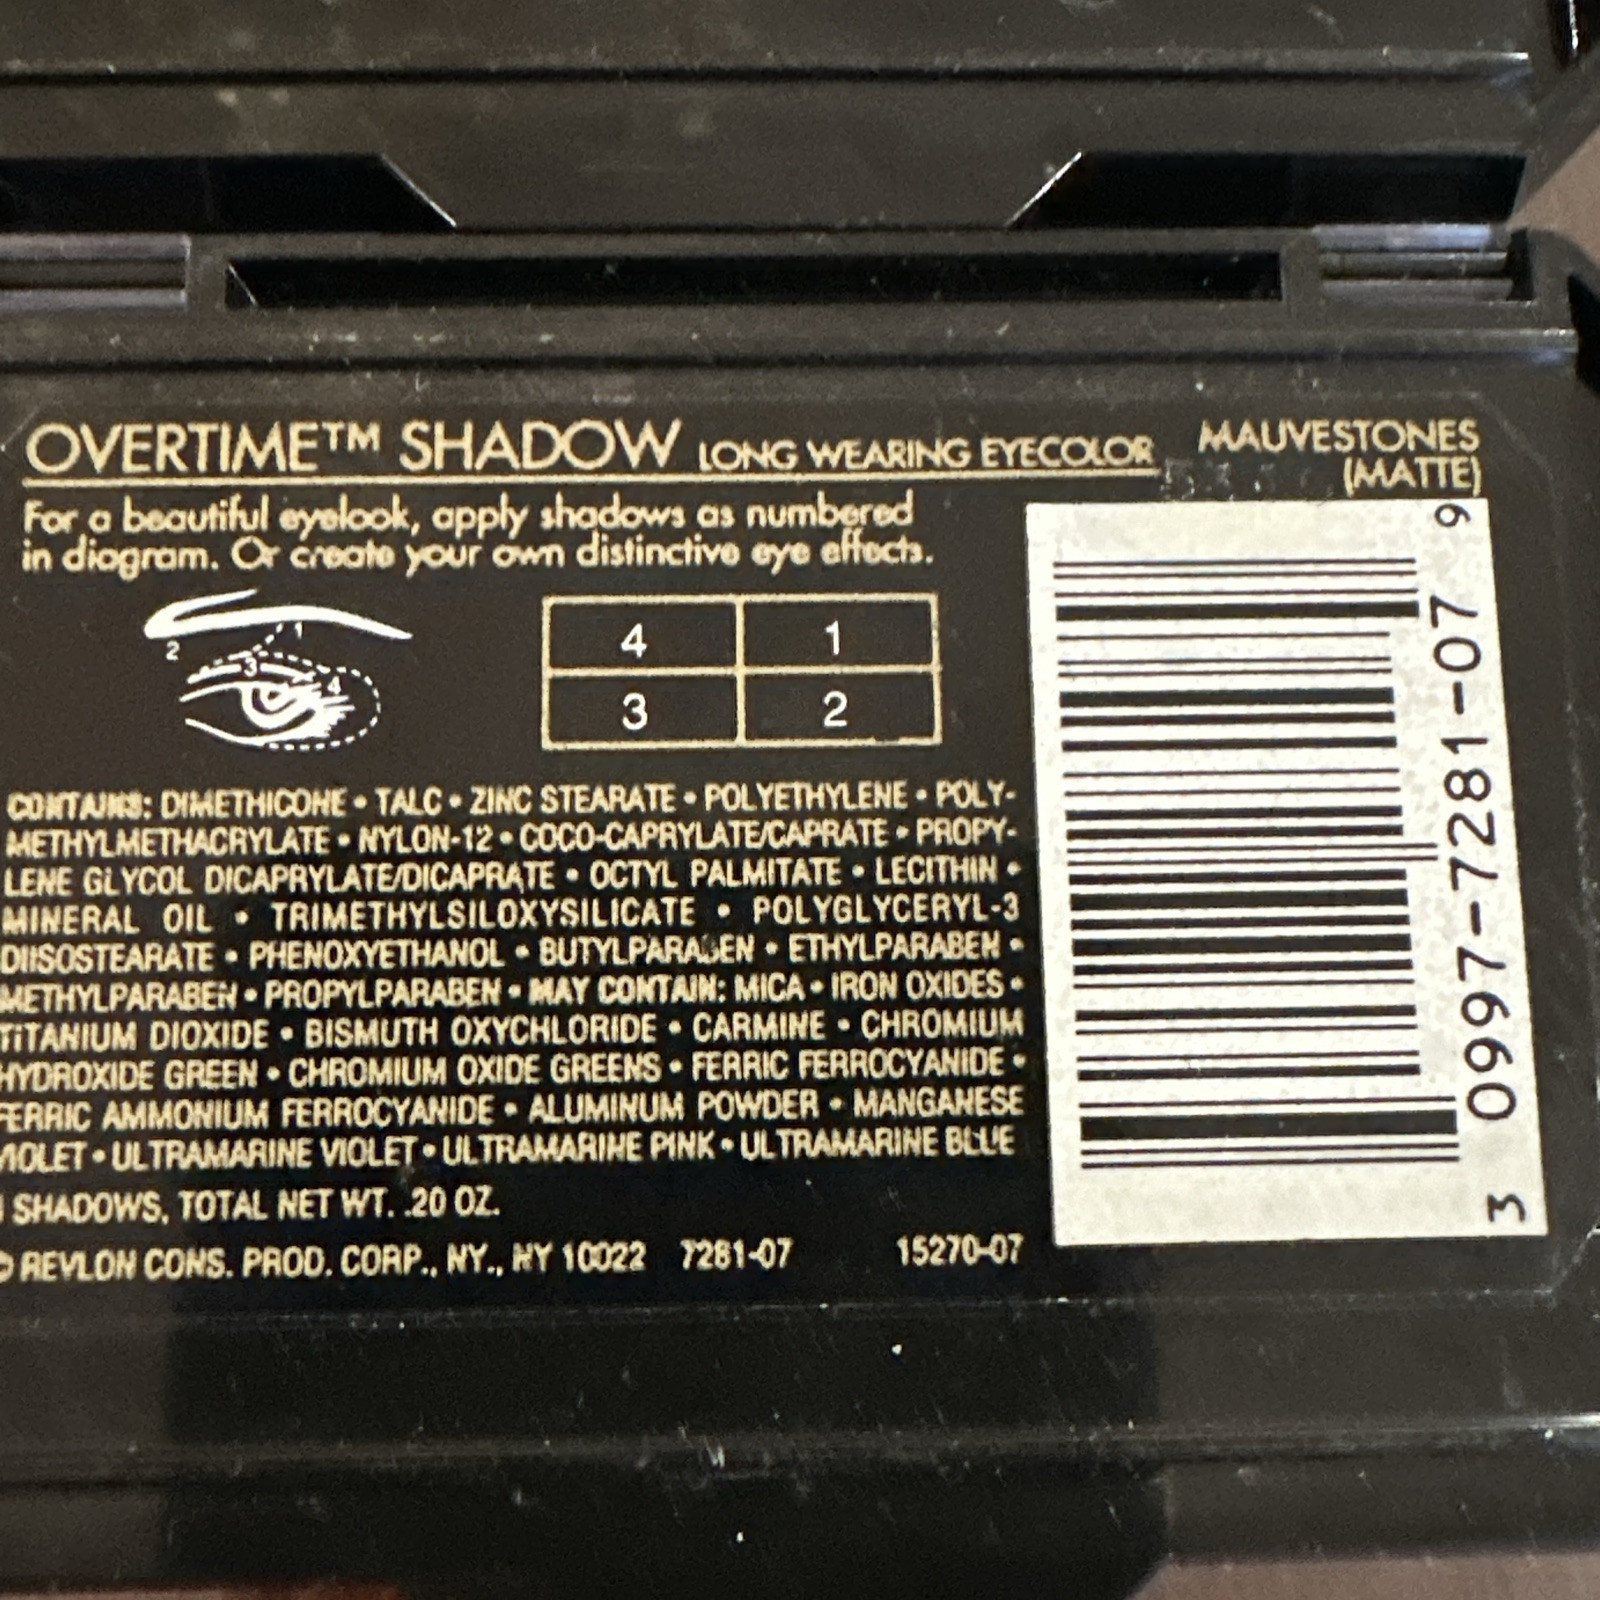 OVERTIME™ SHADOW LONG WEARING EYECOLOR MAUVESTONES
(MATTE)
For a beautiful eyelook, apply shadows as numbered
in diagram. Or create your own distinctive eye effects.
1
2
3
4
4 1
3 2
CONTAINS: DIMETHICONE • TALC • ZINC STEARATE • POLYETHYLENE • POLY-
METHYLMETHACRYLATE • NYLON-12 • COCO-CAPRYLATE/CAPRATE • PROPY-
LENE GLYCOL DICAPRYLATE/DICAPRATE • OCTYL PALMITATE • LECITHIN •
MINERAL OIL • TRIMETHYLSILOXYSILICATE • POLYGLYCERYL-3
DIISOSTEARATE • PHENOXYETHANOL • BUTYLPARABEN • ETHYLPARABEN •
METHYLPARABEN • PROPYLPARABEN • MAY CONTAIN: MICA • IRON OXIDES •
TITANIUM DIOXIDE • BISMUTH OXYCHLORIDE • CARMINE • CHROMIUM
HYDROXIDE GREEN • CHROMIUM OXIDE GREENS • FERRIC FERROCYANIDE •
FERRIC AMMONIUM FERROCYANIDE • ALUMINUM POWDER • MANGANESE
VIOLET • ULTRAMARINE VIOLET • ULTRAMARINE PINK • ULTRAMARINE BLUE
SHADOWS, TOTAL NET WT. .20 OZ.
© REVLON CONS. PROD. CORP., NY., NY 10022 7281-07 15270-07
3 0997-7281-07 9